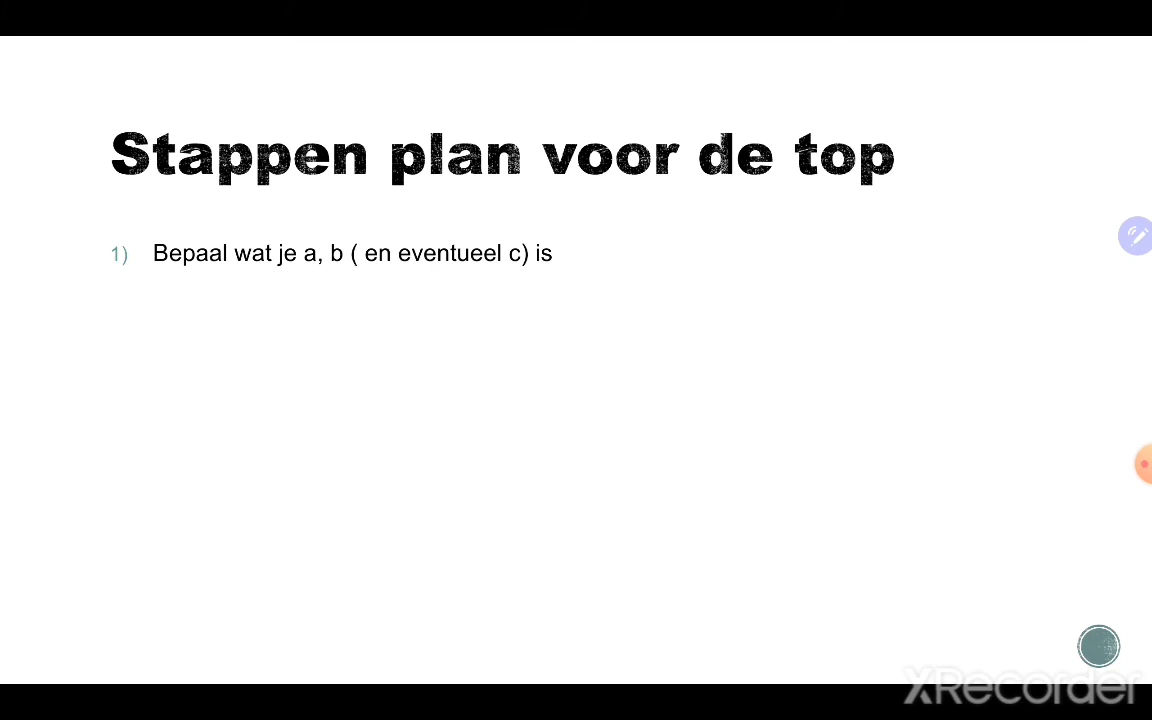 Stappen plan voor de top
1) Bepaal wat je a, b ( en eventueel c) is
XRecorder